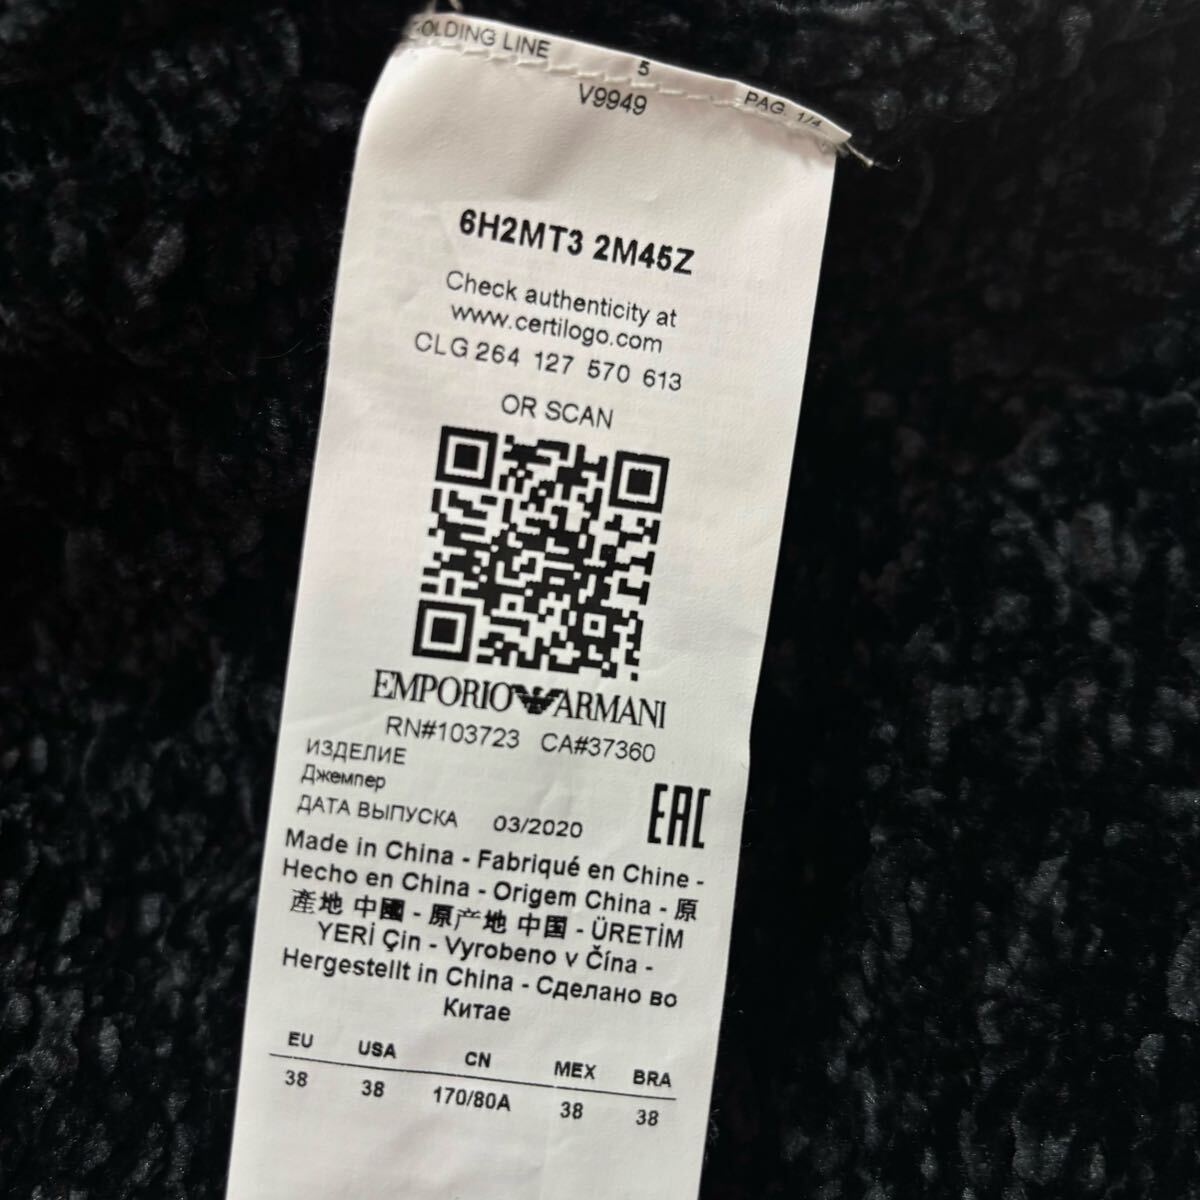 FOLDING LINE
5
PAG. 1/4
V9949
6H2MT3 2M45Z
Check authenticity at
www.certilogo.com
CLG 264 127 570 613
OR SCAN
EMPORIO ARMANI
RN#103723 CA#37360
ИЗДЕЛИЕ
Джемпер
ДАТА ВЫПУСКА 03/2020
EAC
Made in China - Fabriqué en Chine -
Hecho en China - Origem China - 原
產地 中國 - 原产地 中国 - ÜRETİM
YERİ Çin - Vyrobeno v Čína -
Hergestellt in China - Сделано во
Китае
EU USA CN MEX BRA
38 38 170/80A 38 38